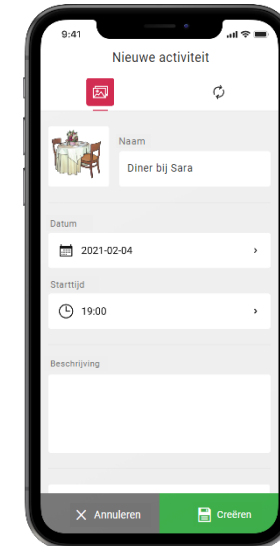 9:41
Nieuwe activiteit
Naam
Diner bij Sara
Datum
2021-02-04
Starttijd
19:00
Beschrijving
Annuleren
Creëren